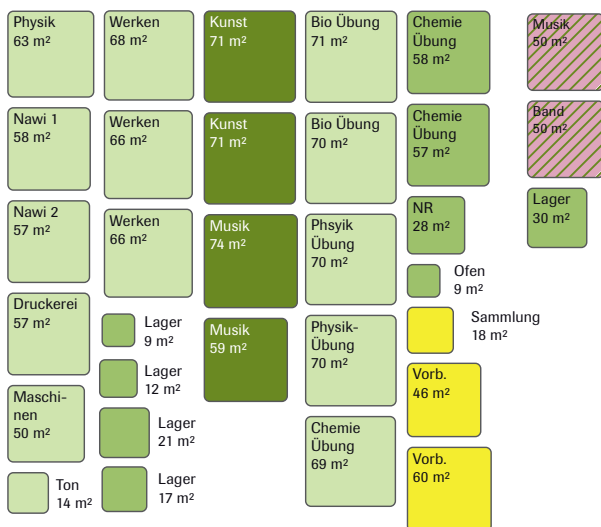 Physik
63 m²
Nawi 1
58 m²
Nawi 2
57 m²
Druckerei
57 m²
Maschi-
nen
50 m²
Ton
14 m²
Werken
68 m²
Werken
66 m²
Werken
66 m²
Lager
9 m²
Lager
12 m²
Lager
21 m²
Lager
17 m²
Kunst
71 m²
Kunst
71 m²
Musik
74 m²
Musik
59 m²
Bio Übung
71 m²
Bio Übung
70 m²
Phsyik
Übung
70 m²
Physik-
Übung
70 m²
Chemie
Übung
69 m²
Chemie
Übung
58 m²
Chemie
Übung
57 m²
NR
28 m²
Ofen
9 m²
Sammlung
18 m²
Vorb.
46 m²
Vorb.
60 m²
Musik
50 m²
Band
50 m²
Lager
30 m²